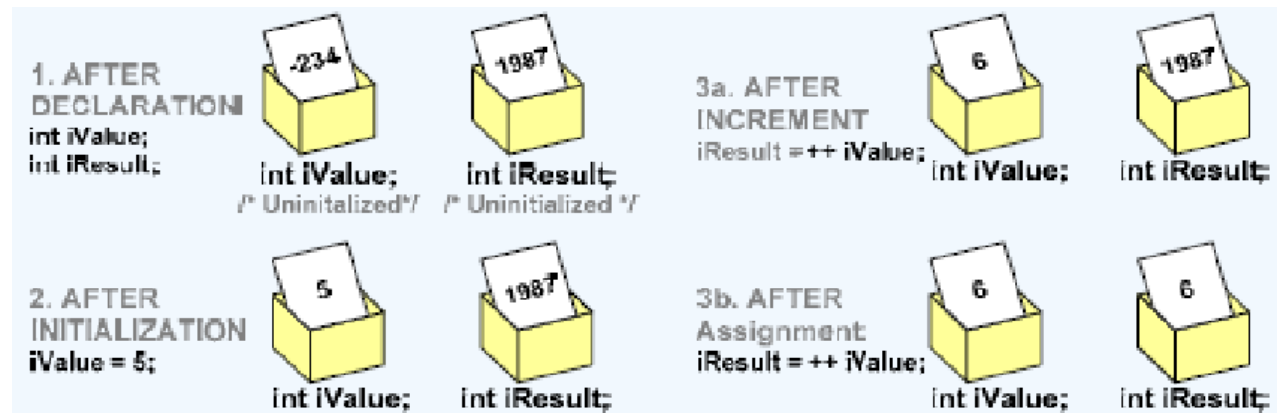 1. AFTER
DECLARATION
int iValue;
int iResult;
-234
1987
int iValue;
int iResult;
/* Uninitalized*/
/* Uninitialized */
2. AFTER
INITIALIZATION
iValue = 5;
5
1987
int iValue;
int iResult;
3a. AFTER
INCREMENT
iResult =++ iValue;
6
1987
int iValue;
int iResult;
3b. AFTER
Assignment
iResult = ++ iValue;
6
6
int iValue;
int iResult;